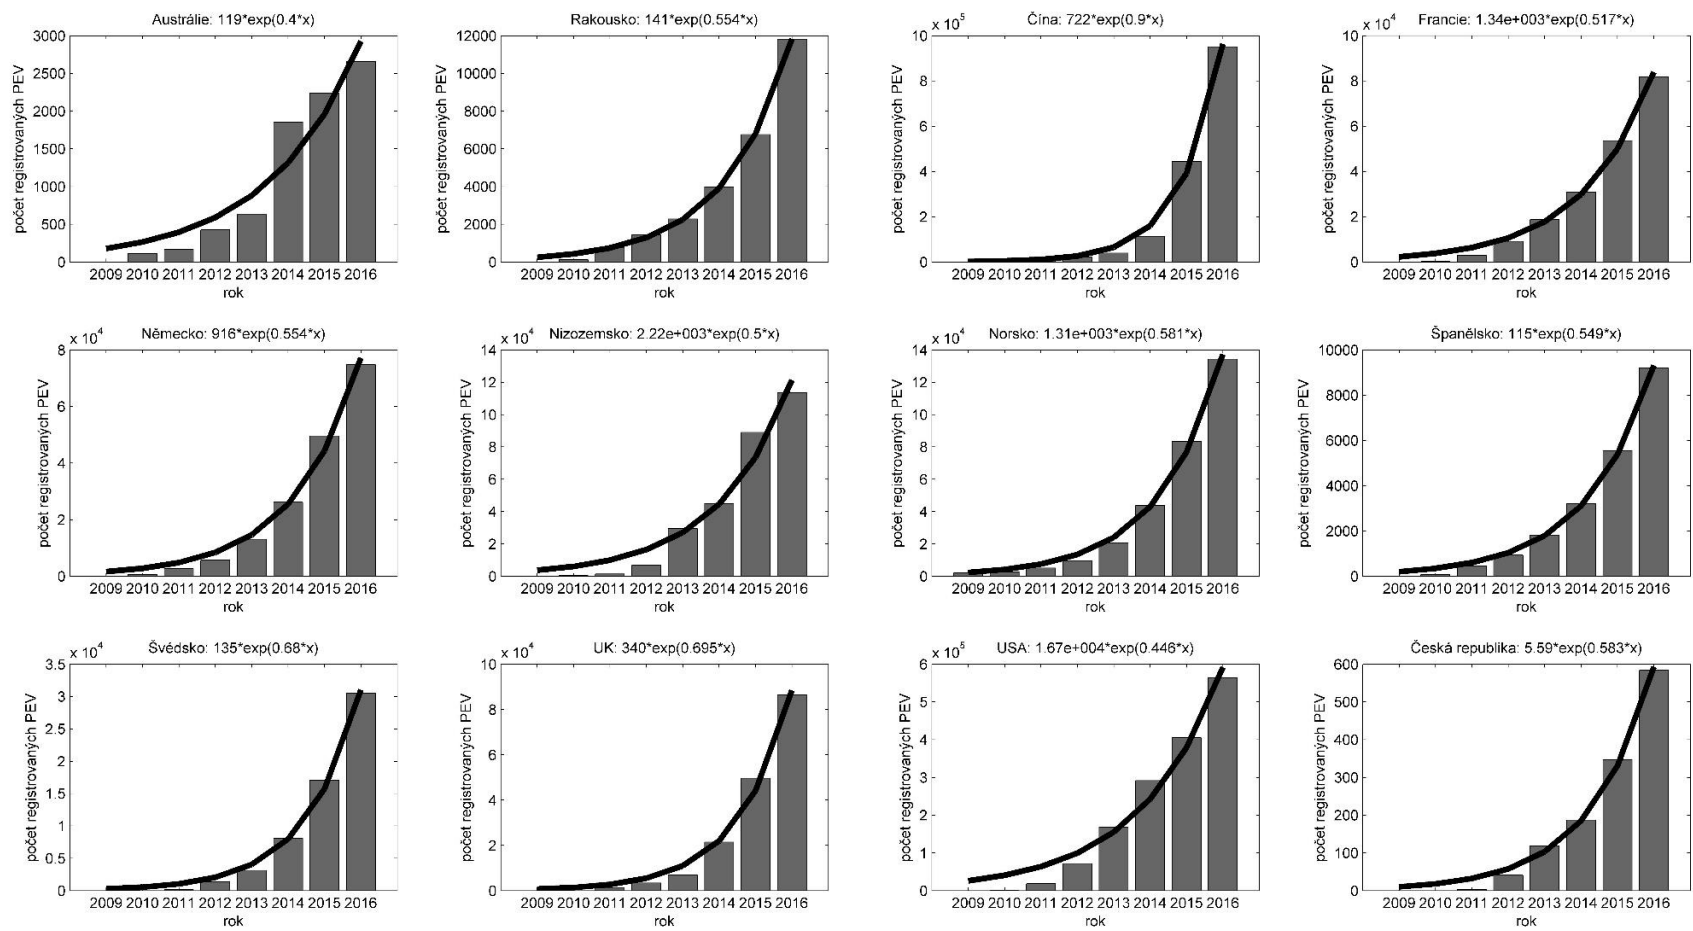 Austrálie: 119*exp(0.4*x)
počet registrovaných PEV
3000
2500
2000
1500
1000
500
0
2009 2010 2011 2012 2013 2014 2015 2016
rok
Rakousko: 141*exp(0.554*x)
počet registrovaných PEV
12000
10000
8000
6000
4000
2000
0
2009 2010 2011 2012 2013 2014 2015 2016
rok
Čína: 722*exp(0.9*x)
x 10^5
počet registrovaných PEV
10
8
6
4
2
0
2009 2010 2011 2012 2013 2014 2015 2016
rok
Francie: 1.34e+003*exp(0.517*x)
x 10^4
počet registrovaných PEV
10
8
6
4
2
0
2009 2010 2011 2012 2013 2014 2015 2016
rok
Německo: 916*exp(0.554*x)
x 10^4
počet registrovaných PEV
8
6
4
2
0
2009 2010 2011 2012 2013 2014 2015 2016
rok
Nizozemsko: 2.22e+003*exp(0.5*x)
x 10^4
počet registrovaných PEV
14
12
10
8
6
4
2
0
2009 2010 2011 2012 2013 2014 2015 2016
rok
Norsko: 1.31e+003*exp(0.581*x)
x 10^4
počet registrovaných PEV
14
12
10
8
6
4
2
0
2009 2010 2011 2012 2013 2014 2015 2016
rok
Španělsko: 115*exp(0.549*x)
počet registrovaných PEV
10000
8000
6000
4000
2000
0
2009 2010 2011 2012 2013 2014 2015 2016
rok
Švédsko: 135*exp(0.68*x)
x 10^4
počet registrovaných PEV
3.5
3
2.5
2
1.5
1
0.5
0
2009 2010 2011 2012 2013 2014 2015 2016
rok
UK: 340*exp(0.695*x)
x 10^4
počet registrovaných PEV
10
8
6
4
2
0
2009 2010 2011 2012 2013 2014 2015 2016
rok
USA: 1.67e+004*exp(0.446*x)
x 10^5
počet registrovaných PEV
6
5
4
3
2
1
0
2009 2010 2011 2012 2013 2014 2015 2016
rok
Česká republika: 5.59*exp(0.583*x)
počet registrovaných PEV
600
500
400
300
200
100
0
2009 2010 2011 2012 2013 2014 2015 2016
rok